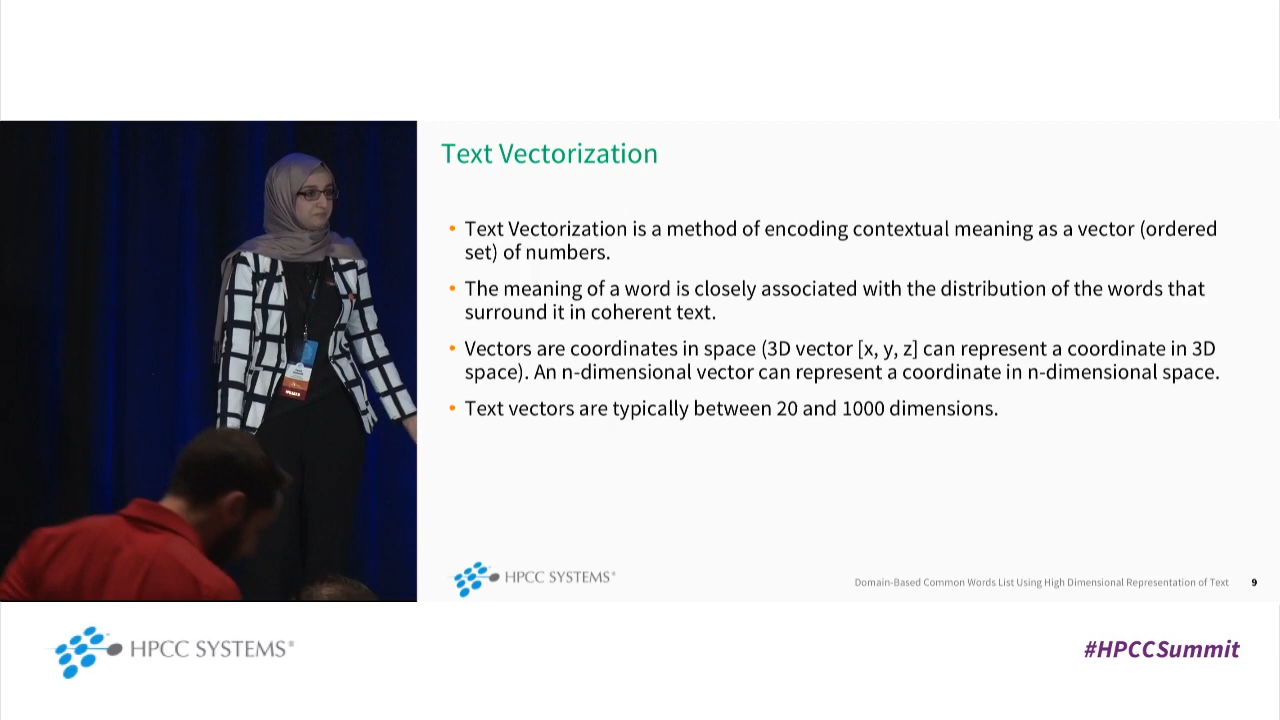 Text Vectorization
• Text Vectorization is a method of encoding contextual meaning as a vector (ordered
set) of numbers.
• The meaning of a word is closely associated with the distribution of the words that
surround it in coherent text.
• Vectors are coordinates in space (3D vector [x, y, z] can represent a coordinate in 3D
space). An n-dimensional vector can represent a coordinate in n-dimensional space.
• Text vectors are typically between 20 and 1000 dimensions.
HPCC SYSTEMS®
Domain-Based Common Words List Using High Dimensional Representation of Text 9
HPCC SYSTEMS®
#HPCCSummit